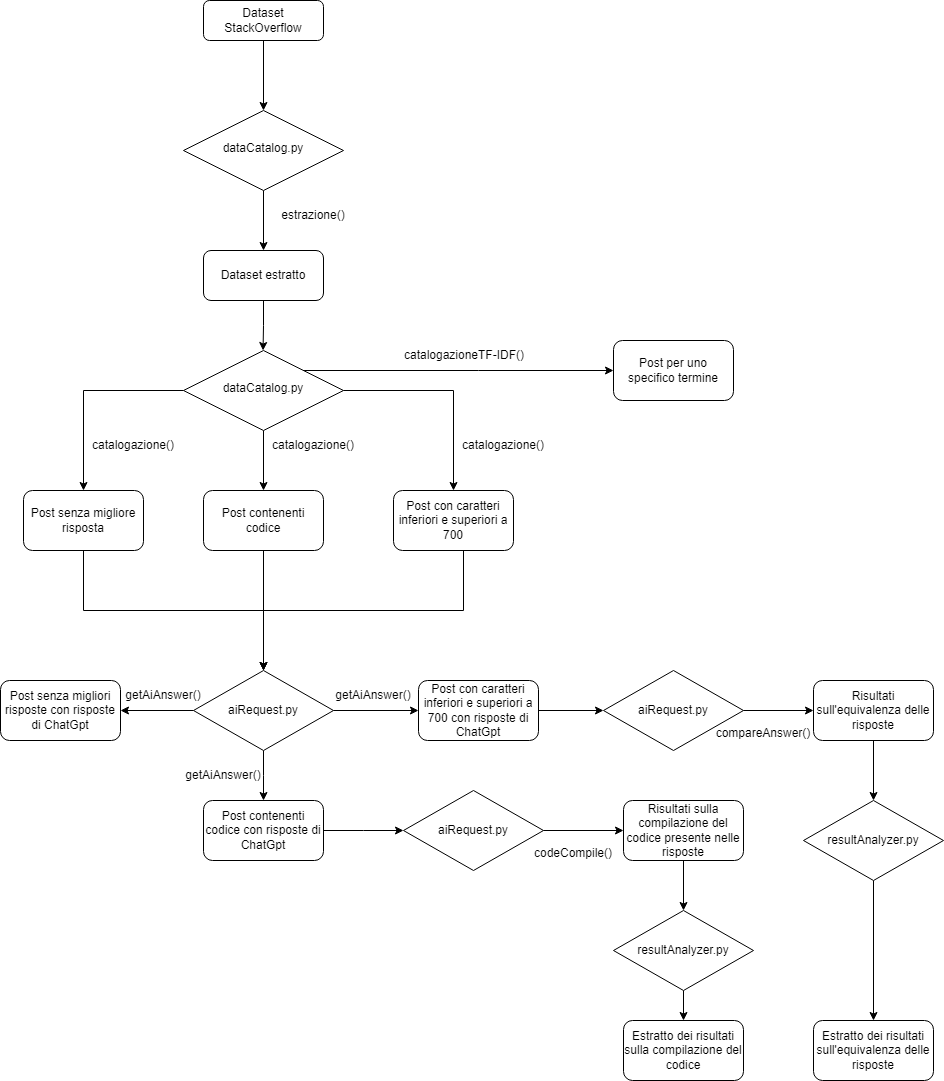 Dataset
StackOverflow
dataCatalog.py
estrazione()
Dataset estratto
catalogazioneTF-IDF()
Post per uno
specifico termine
dataCatalog.py
catalogazione()
catalogazione()
catalogazione()
Post senza migliore
risposta
Post contenenti
codice
Post con caratteri
inferiori e superiori a
700
Post senza migliori
risposte con risposte
di ChatGpt
getAiAnswer()
aiRequest.py
getAiAnswer()
Post con caratteri
inferiori e superiori a
700 con risposte di
ChatGpt
aiRequest.py
compareAnswer()
Risultati
sull'equivalenza delle
risposte
getAiAnswer()
Post contenenti
codice con risposte di
ChatGpt
aiRequest.py
codeCompile()
Risultati sulla
compilazione del
codice presente nelle
risposte
resultAnalyzer.py
resultAnalyzer.py
Estratto dei risultati
sulla compilazione del
codice
Estratto dei risultati
sull'equivalenza delle
risposte